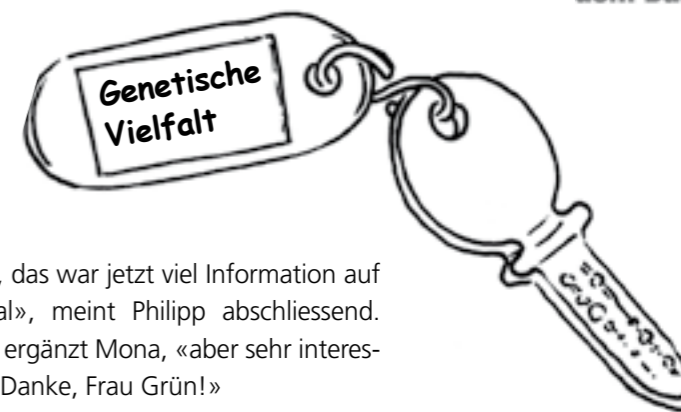 Genetische
Vielfalt
, das war jetzt viel Information auf
al», meint Philipp abschliessend.
ergänzt Mona, «aber sehr interes-
Danke, Frau Grün!»